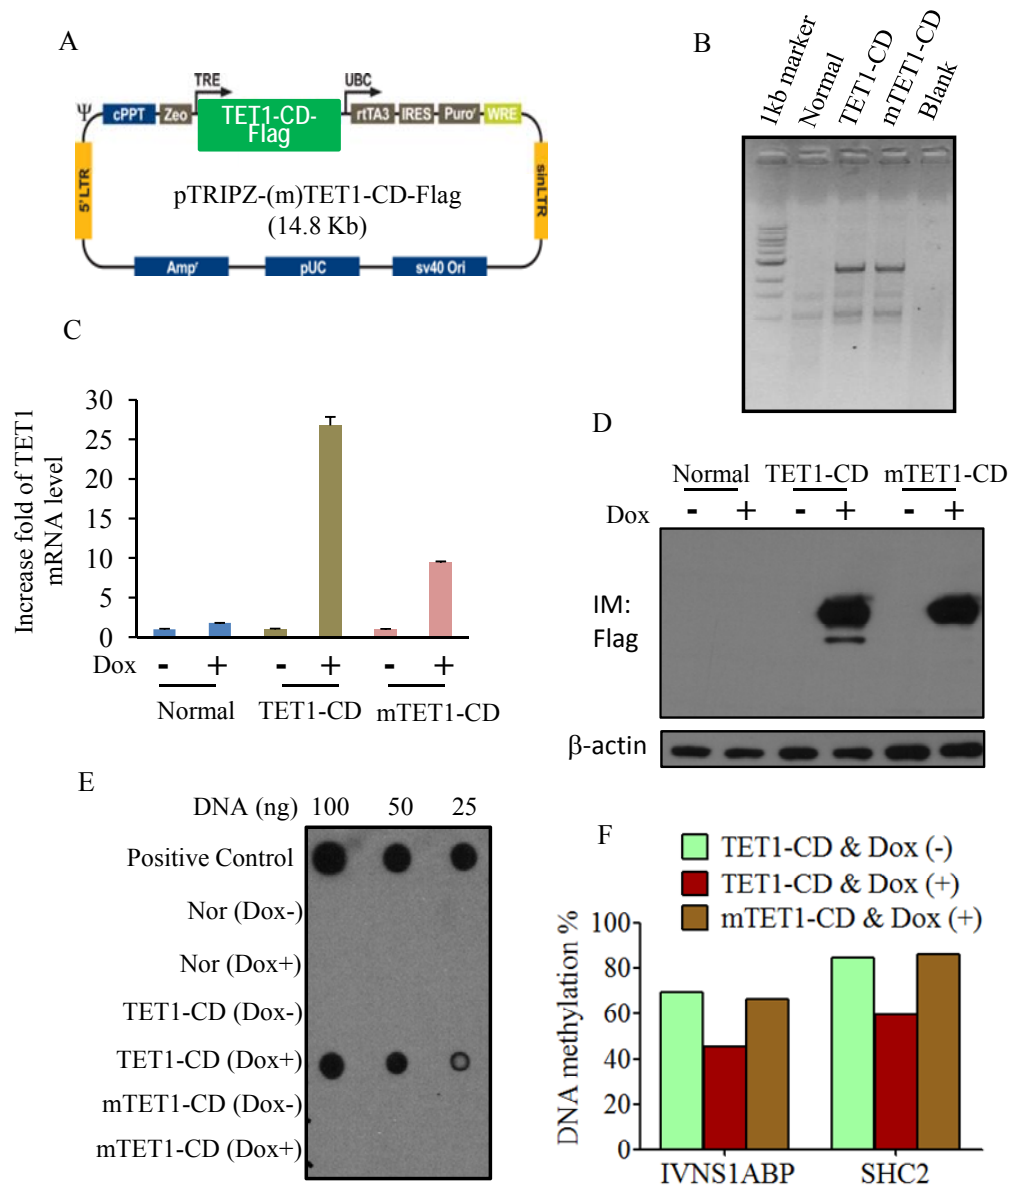 A
TRE
UBC
Ψ
cPPT
Zeo
TET1-CD-
Flag
rtTA3
IRES
Puroʳ
WRE
5'LTR
sinLTR
pTRIPZ-(m)TET1-CD-Flag
(14.8 Kb)
Ampʳ
pUC
sv40 Ori
B
1kb marker
Normal
TET1-CD
mTET1-CD
Blank
C
Increase fold of TET1
mRNA level
30
25
20
15
10
5
0
Dox - + - + - +
Normal TET1-CD mTET1-CD
D
Normal TET1-CD mTET1-CD
Dox - + - + - +
IM:
Flag
β-actin
E
DNA (ng) 100 50 25
Positive Control
Nor (Dox-)
Nor (Dox+)
TET1-CD (Dox-)
TET1-CD (Dox+)
mTET1-CD (Dox-)
mTET1-CD (Dox+)
F
TET1-CD & Dox (-)
TET1-CD & Dox (+)
mTET1-CD & Dox (+)
DNA methylation %
100
80
60
40
20
0
IVNS1ABP SHC2